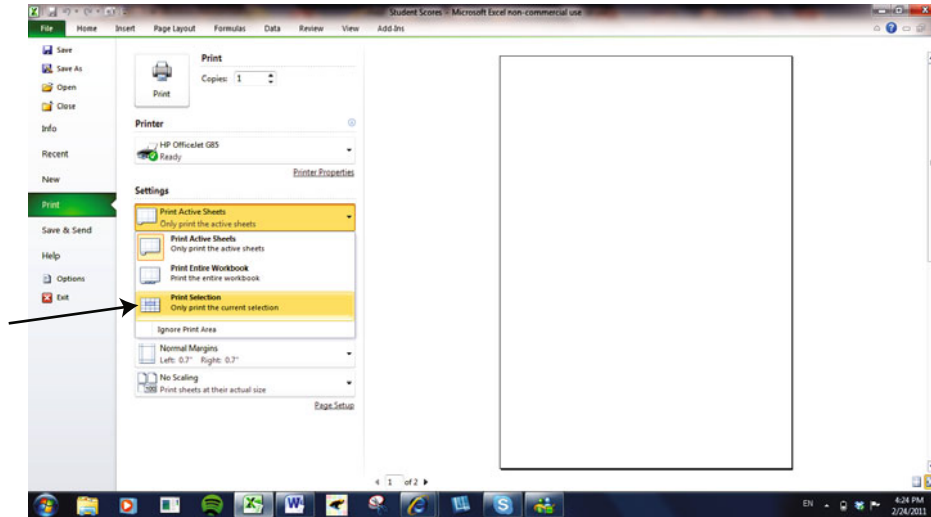 Student Scores - Microsoft Excel non-commercial use
File Home Insert Page Layout Formulas Data Review View Add-Ins
Save
Save As
Open
Close
Info
Recent
New
Print
Save & Send
Help
Options
Exit
Print
Print
Copies: 1
Printer
HP OfficeJet G85
Ready
Printer Properties
Settings
Print Active Sheets
Only print the active sheets
Print Active Sheets
Only print the active sheets
Print Entire Workbook
Print the entire workbook
Print Selection
Only print the current selection
Ignore Print Area
Normal Margins
Left: 0.7" Right: 0.7"
No Scaling
Print sheets at their actual size
Page Setup
1 of 2
EN
4:24 PM
2/24/2011